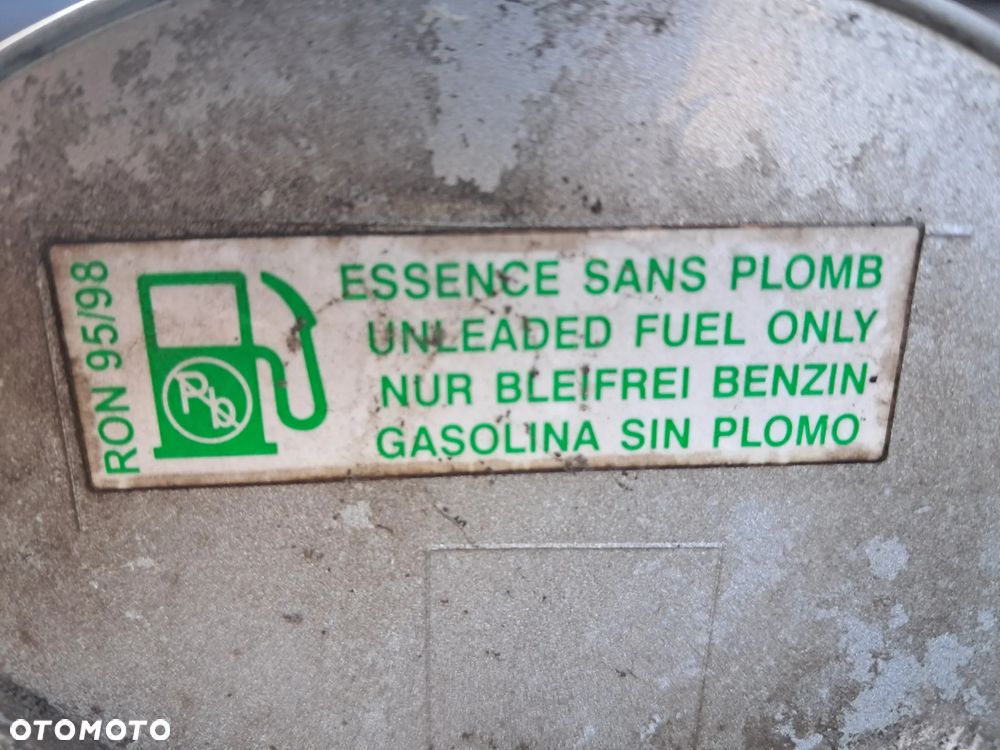 RON 95/98
Pb
ESSENCE SANS PLOMB
UNLEADED FUEL ONLY
NUR BLEIFREI BENZIN
GASOLINA SIN PLOMO
OTOMOTO